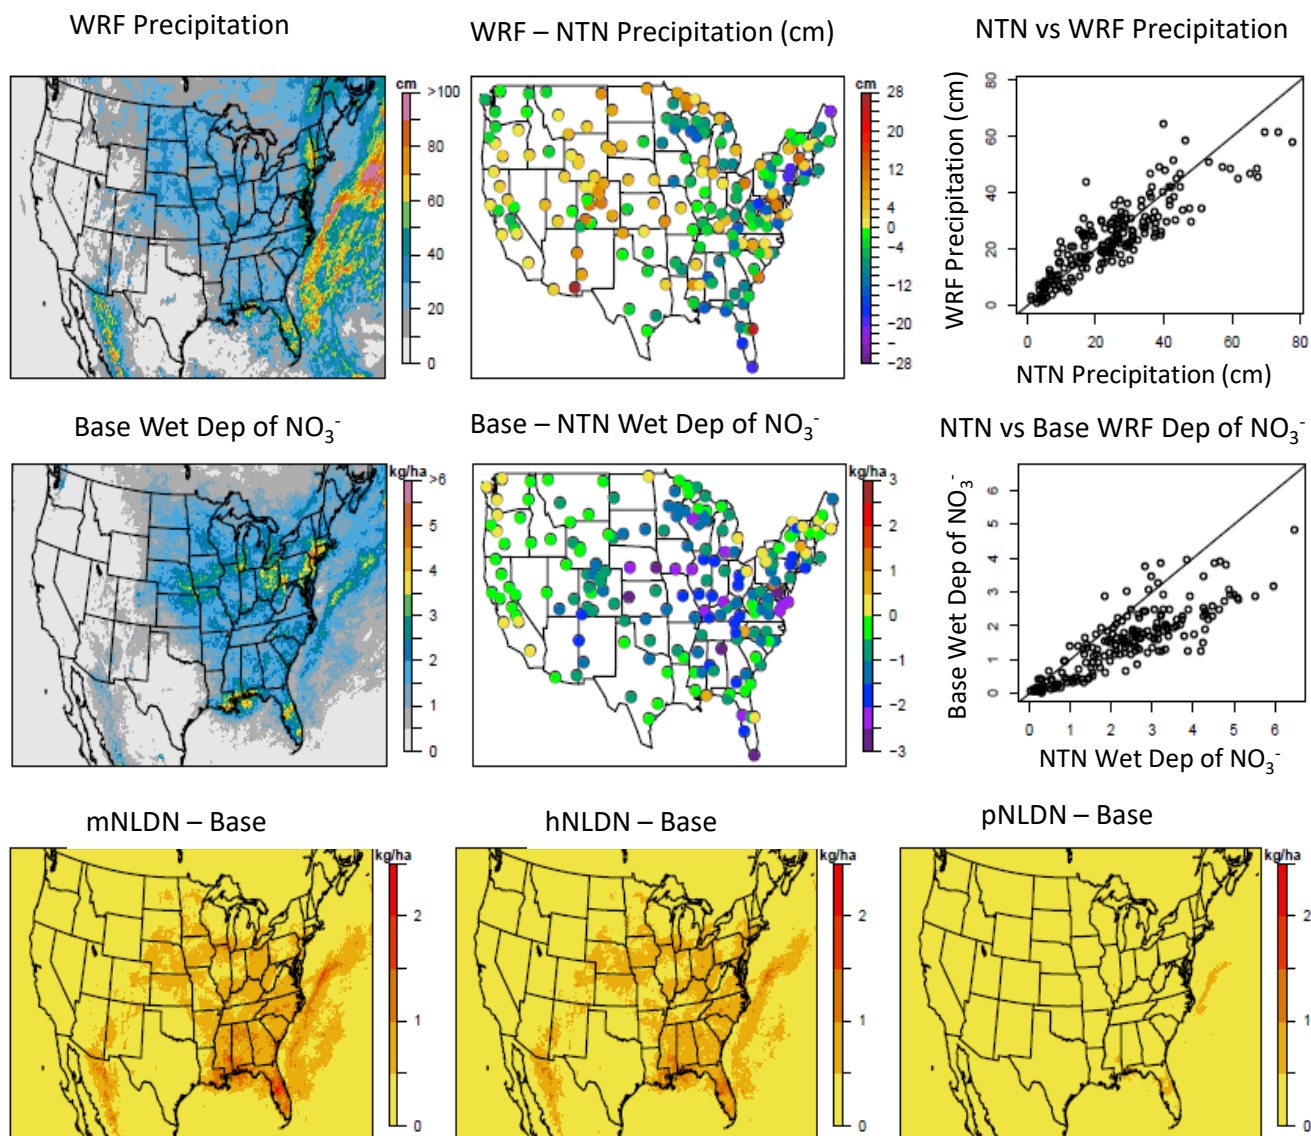 WRF Precipitation
WRF – NTN Precipitation (cm)
NTN vs WRF Precipitation
cm
>100
80
60
40
20
0
cm
28
20
12
4
0
−4
−12
−20
−28
WRF Precipitation (cm)
80
60
40
20
0
0 20 40 60 80
NTN Precipitation (cm)
Base Wet Dep of NO₃⁻
Base – NTN Wet Dep of NO₃⁻
NTN vs Base WRF Dep of NO₃⁻
kg/ha
>6
5
4
3
2
1
0
kg/ha
3
2
1
0
−1
−2
−3
Base Wet Dep of NO₃⁻
6
5
4
3
2
1
0
0 1 2 3 4 5 6
NTN Wet Dep of NO₃⁻
mNLDN – Base
hNLDN – Base
pNLDN – Base
kg/ha
2
1
0
kg/ha
2
1
0
kg/ha
2
1
0